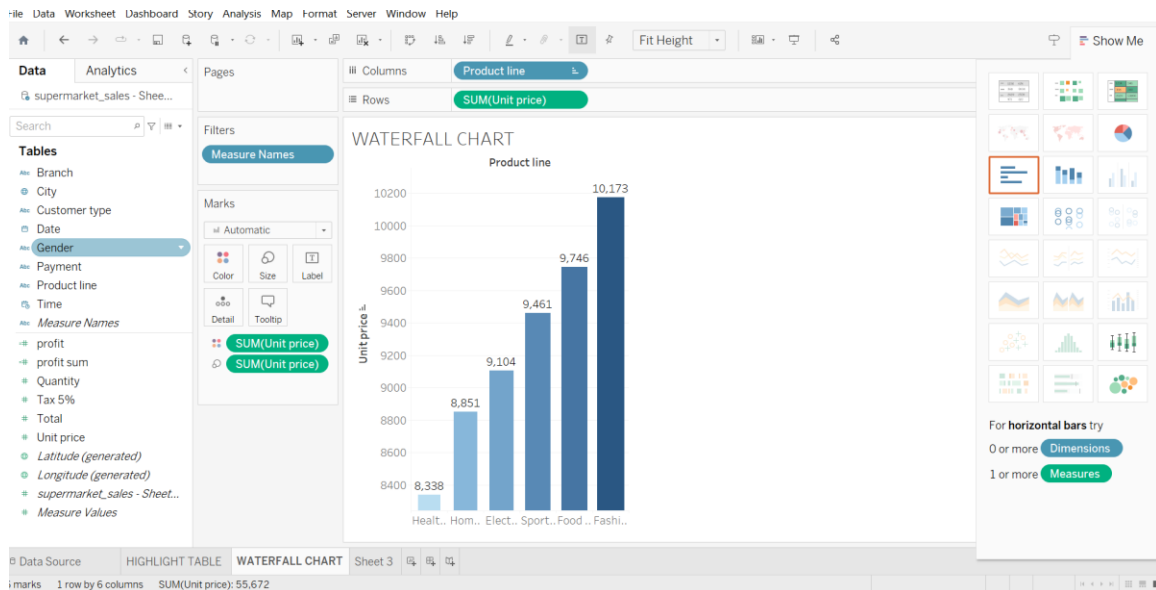 File Data Worksheet Dashboard Story Analysis Map Format Server Window Help
Fit Height
Show Me
Data Analytics
supermarket_sales - Shee...
Search
Tables
Abc Branch
City
Abc Customer type
Date
Abc Gender
Abc Payment
Abc Product line
Time
Abc Measure Names
=# profit
=# profit sum
# Quantity
# Tax 5%
# Total
# Unit price
Latitude (generated)
Longitude (generated)
# supermarket_sales - Sheet...
# Measure Values
Pages
Filters
Measure Names
Marks
Automatic
Color Size Label
Detail Tooltip
SUM(Unit price)
SUM(Unit price)
Columns Product line
Rows SUM(Unit price)
WATERFALL CHART
Product line
Unit price
10200
10000
9800
9600
9400
9200
9000
8800
8600
8400
8,338
8,851
9,104
9,461
9,746
10,173
Healt.. Hom.. Elect.. Sport.. Food .. Fashi..
For horizontal bars try
0 or more Dimensions
1 or more Measures
Data Source HIGHLIGHT TABLE WATERFALL CHART Sheet 3
marks 1 row by 6 columns SUM(Unit price): 55,672